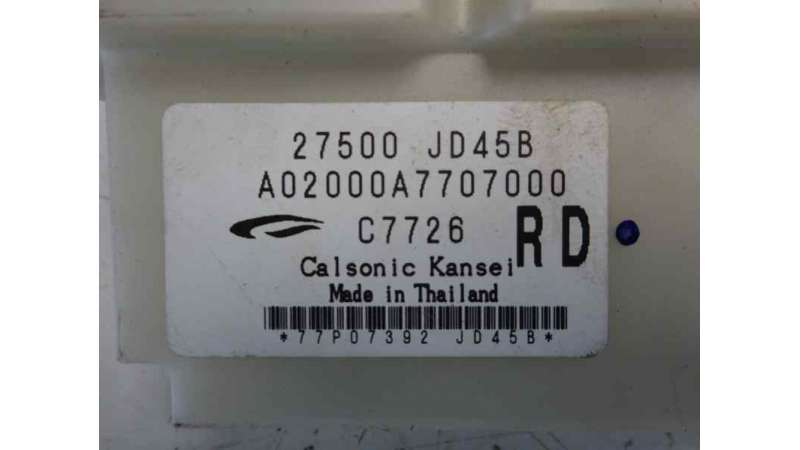 27500 JD45B
A02000A7707000
C7726 RD
Calsonic Kansei
Made in Thailand
*77P07392 JD45B*